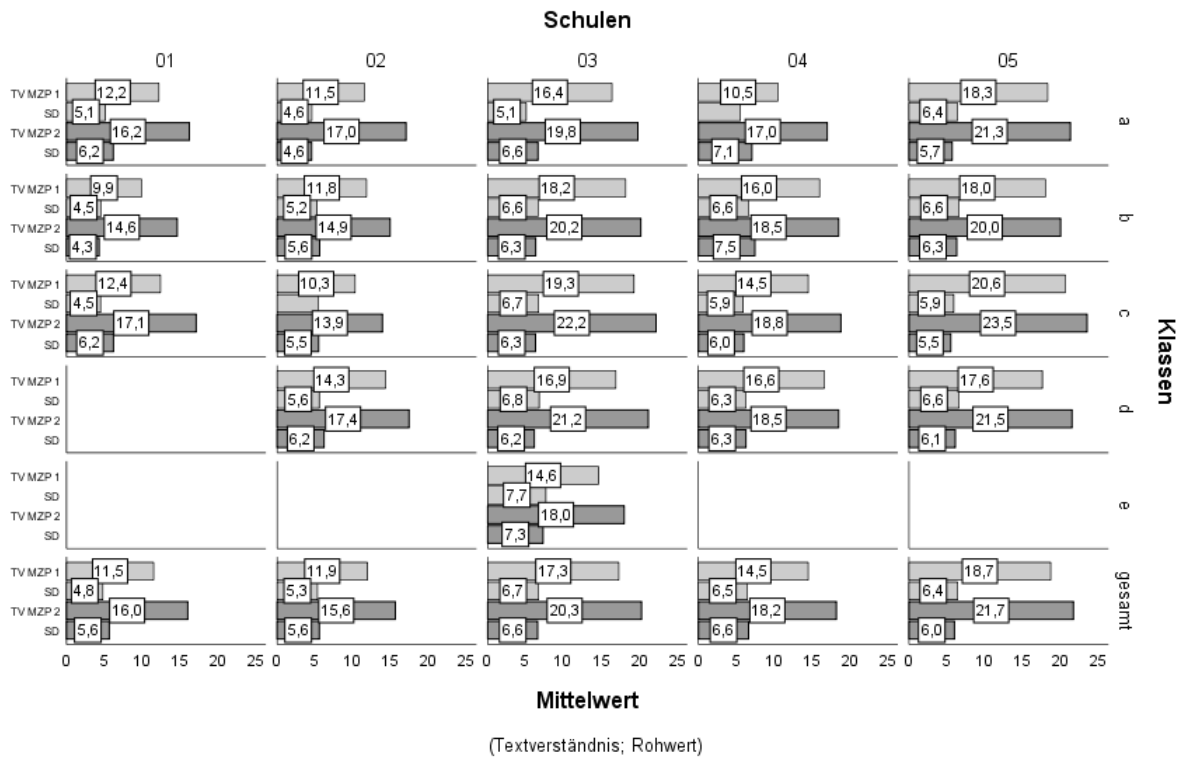 Schulen
01 02 03 04 05
TV MZP 1 12,2 11,5 16,4 10,5 18,3
SD 5,1 4,6 5,1 6,4
TV MZP 2 16,2 17,0 19,8 17,0 21,3
SD 6,2 4,6 6,6 7,1 5,7
a
TV MZP 1 9,9 11,8 18,2 16,0 18,0
SD 4,5 5,2 6,6 6,6 6,6
TV MZP 2 14,6 14,9 20,2 18,5 20,0
SD 4,3 5,6 6,3 7,5 6,3
b
TV MZP 1 12,4 10,3 19,3 14,5 20,6
SD 4,5 6,7 5,9 5,9
TV MZP 2 17,1 13,9 22,2 18,8 23,5
SD 6,2 5,5 6,3 6,0 5,5
c
Klassen
TV MZP 1 14,3 16,9 16,6 17,6
SD 5,6 6,8 6,3 6,6
TV MZP 2 17,4 21,2 18,5 21,5
SD 6,2 6,2 6,3 6,1
d
TV MZP 1 14,6
SD 7,7
TV MZP 2 18,0
SD 7,3
e
TV MZP 1 11,5 11,9 17,3 14,5 18,7
SD 4,8 5,3 6,7 6,5 6,4
TV MZP 2 16,0 15,6 20,3 18,2 21,7
SD 5,6 5,6 6,6 6,6 6,0
gesamt
0 5 10 15 20 25 0 5 10 15 20 25 0 5 10 15 20 25 0 5 10 15 20 25 0 5 10 15 20 25
Mittelwert
(Textverständnis; Rohwert)